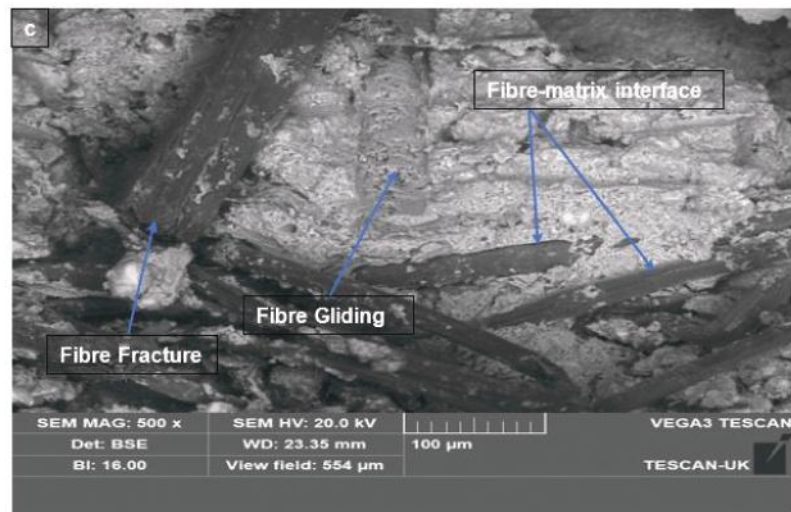 c
Fibre-matrix interface
Fibre Gliding
Fibre Fracture
SEM MAG: 500 x SEM HV: 20.0 kV VEGA3 TESCAN
Det: BSE WD: 23.35 mm 100 µm
BI: 16.00 View field: 554 µm TESCAN-UK